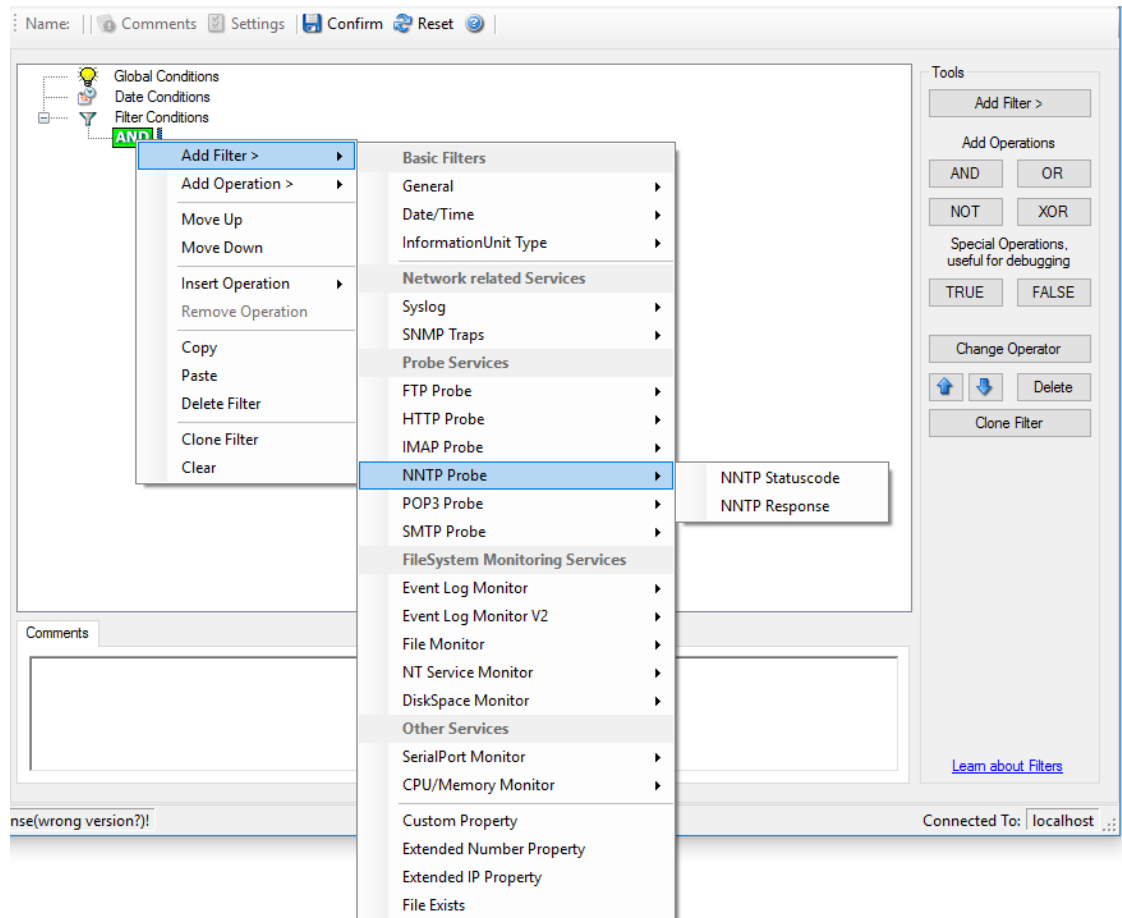 Name: Comments Settings Confirm Reset
Global Conditions
Date Conditions
Filter Conditions
AND
Add Filter >
Add Operation >
Move Up
Move Down
Insert Operation
Remove Operation
Copy
Paste
Delete Filter
Clone Filter
Clear
Basic Filters
General
Date/Time
InformationUnit Type
Network related Services
Syslog
SNMP Traps
Probe Services
FTP Probe
HTTP Probe
IMAP Probe
NNTP Probe
POP3 Probe
SMTP Probe
FileSystem Monitoring Services
Event Log Monitor
Event Log Monitor V2
File Monitor
NT Service Monitor
DiskSpace Monitor
Other Services
SerialPort Monitor
CPU/Memory Monitor
Custom Property
Extended Number Property
Extended IP Property
File Exists
NNTP Statuscode
NNTP Response
Tools
Add Filter >
Add Operations
AND OR
NOT XOR
Special Operations,
useful for debugging
TRUE FALSE
Change Operator
Delete
Clone Filter
Learn about Filters
Comments
nse(wrong version?)!
Connected To: localhost